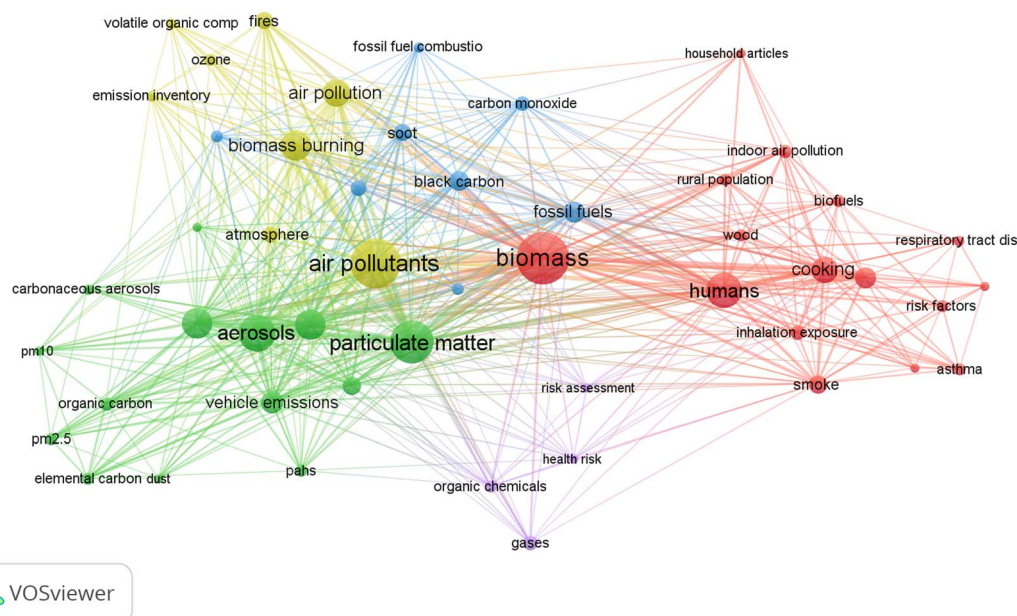 volatile organic comp
fires
fossil fuel combustio
household articles
ozone
emission inventory
air pollution
carbon monoxide
soot
biomass burning
indoor air pollution
rural population
black carbon
biofuels
fossil fuels
atmosphere
wood
respiratory tract dis
air pollutants
biomass
cooking
carbonaceous aerosols
humans
risk factors
aerosols
particulate matter
inhalation exposure
pm10
asthma
risk assessment
smoke
organic carbon
vehicle emissions
pm2.5
health risk
elemental carbon
dust
pahs
organic chemicals
gases
VOSviewer